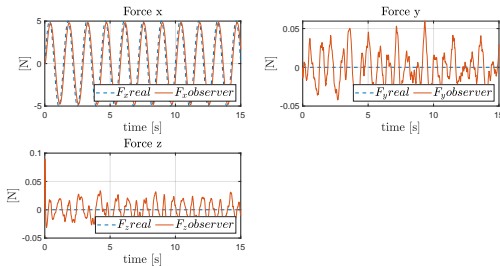 Force x
5
0
-5
[N]
F_x real F_x observer
0 5 10 15
time [s]
Force y
0.05
0
-0.05
[N]
F_y real F_y observer
0 5 10 15
time [s]
Force z
0.1
0.05
0
-0.05
[N]
F_z real F_z observer
0 5 10 15
time [s]